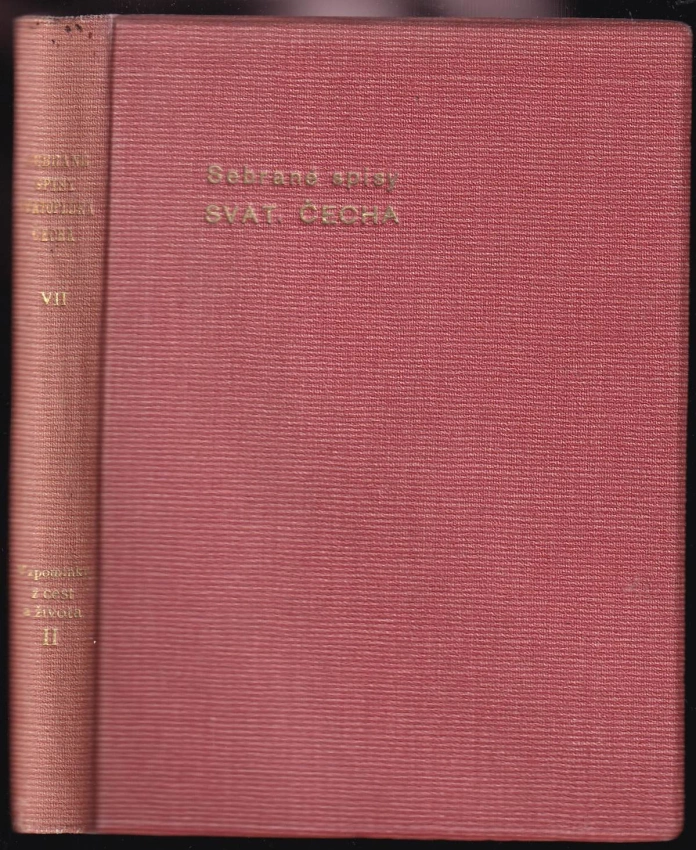 Sebrané spisy
SVAT. ČECHA
SEBRANÉ
SPISY
SVATOPLUKA
ČECHA
VII
Vzpomínky
z cest
a života
II